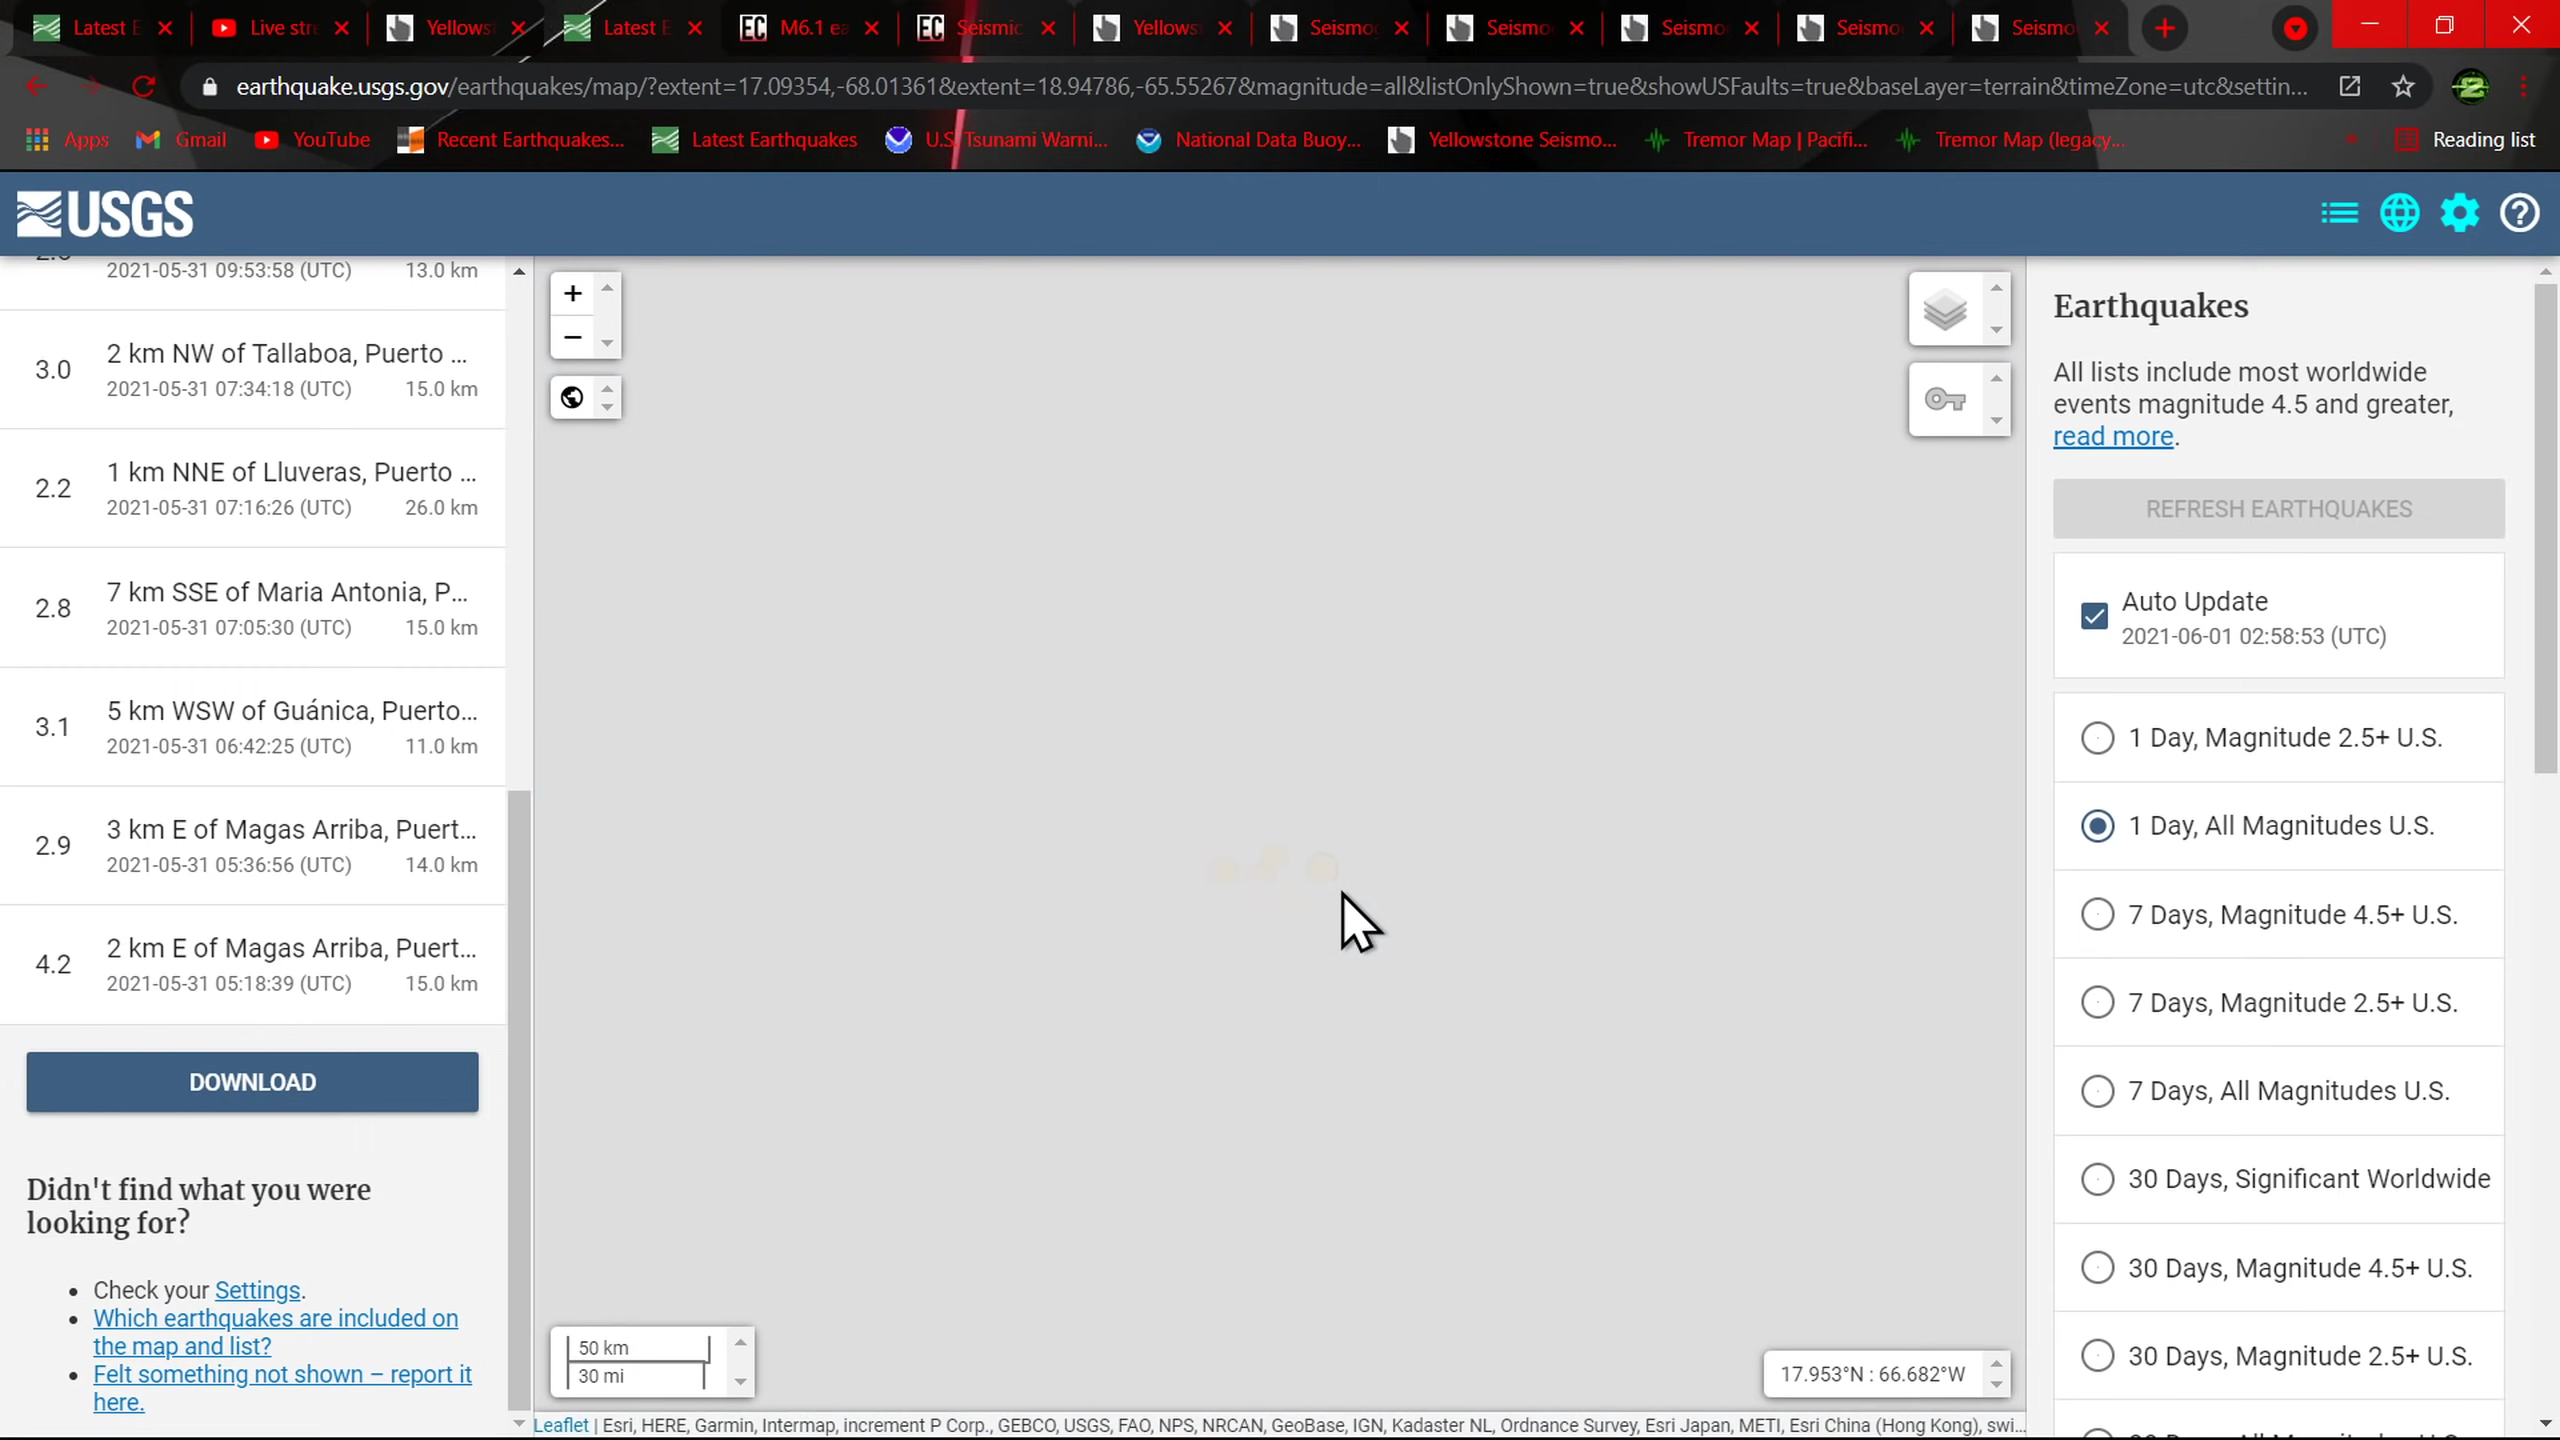 Latest E
Live stre
Yellows
Latest E
EC M6.1 ea
EC Seismic
Yellows
Seismo
Seismo
Seismo
Seismo
Seismo
earthquake.usgs.gov/earthquakes/map/?extent=17.09354,-68.01361&extent=18.94786,-65.55267&magnitude=all&listOnlyShown=true&showUSFaults=true&baseLayer=terrain&timeZone=utc&settin...
Apps
Gmail
YouTube
Recent Earthquakes...
Latest Earthquakes
U.S. Tsunami Warni...
National Data Buoy...
Yellowstone Seismo...
Tremor Map | Pacifi...
Tremor Map (legacy...
Reading list
USGS
2021-05-31 09:53:58 (UTC) 13.0 km
3.0
2 km NW of Tallaboa, Puerto ...
2021-05-31 07:34:18 (UTC) 15.0 km
2.2
1 km NNE of Lluveras, Puerto ...
2021-05-31 07:16:26 (UTC) 26.0 km
2.8
7 km SSE of Maria Antonia, P...
2021-05-31 07:05:30 (UTC) 15.0 km
3.1
5 km WSW of Guánica, Puerto...
2021-05-31 06:42:25 (UTC) 11.0 km
2.9
3 km E of Magas Arriba, Puert...
2021-05-31 05:36:56 (UTC) 14.0 km
4.2
2 km E of Magas Arriba, Puert...
2021-05-31 05:18:39 (UTC) 15.0 km
DOWNLOAD
Didn't find what you were
looking for?
• Check your Settings.
• Which earthquakes are included on
the map and list?
• Felt something not shown – report it
here.
+
−
50 km
30 mi
17.953°N : 66.682°W
Leaflet | Esri, HERE, Garmin, Intermap, increment P Corp., GEBCO, USGS, FAO, NPS, NRCAN, GeoBase, IGN, Kadaster NL, Ordnance Survey, Esri Japan, METI, Esri China (Hong Kong), swi...
Earthquakes
All lists include most worldwide
events magnitude 4.5 and greater,
read more.
REFRESH EARTHQUAKES
Auto Update
2021-06-01 02:58:53 (UTC)
1 Day, Magnitude 2.5+ U.S.
1 Day, All Magnitudes U.S.
7 Days, Magnitude 4.5+ U.S.
7 Days, Magnitude 2.5+ U.S.
7 Days, All Magnitudes U.S.
30 Days, Significant Worldwide
30 Days, Magnitude 4.5+ U.S.
30 Days, Magnitude 2.5+ U.S.